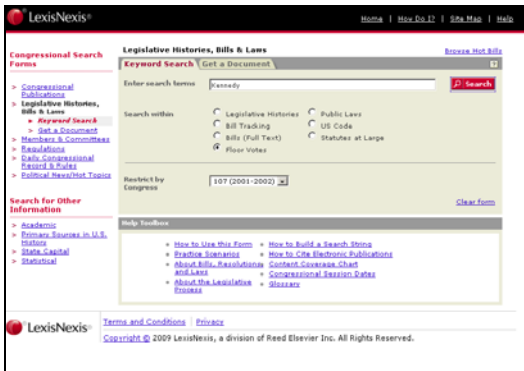 LexisNexis®
Home | How Do I? | Site Map | Help
Congressional Search Forms
> Congressional Publications
> Legislative Histories, Bills & Laws
» Keyword Search
» Get a Document
> Members & Committees
> Regulations
> Daily Congressional Record & Rules
> Political News/Hot Topics
Search for Other Information
> Academic
> Primary Sources in U.S. History
> State Capital
> Statistical
Legislative Histories, Bills & Laws
Browse Hot Bills
Keyword Search
Get a Document
?
Enter search terms
Kennedy
Search
Search within
Legislative Histories
Public Laws
Bill Tracking
US Code
Bills (Full Text)
Statutes at Large
Floor Votes
Restrict by Congress
107 (2001-2002)
Clear form
Help Toolbox
How to Use this Form
How to Build a Search String
Practice Scenarios
How to Cite Electronic Publications
About Bills, Resolutions and Laws
Content Coverage Chart
Congressional Session Dates
About the Legislative Process
Glossary
LexisNexis®
Terms and Conditions | Privacy
Copyright © 2009 LexisNexis, a division of Reed Elsevier Inc. All Rights Reserved.